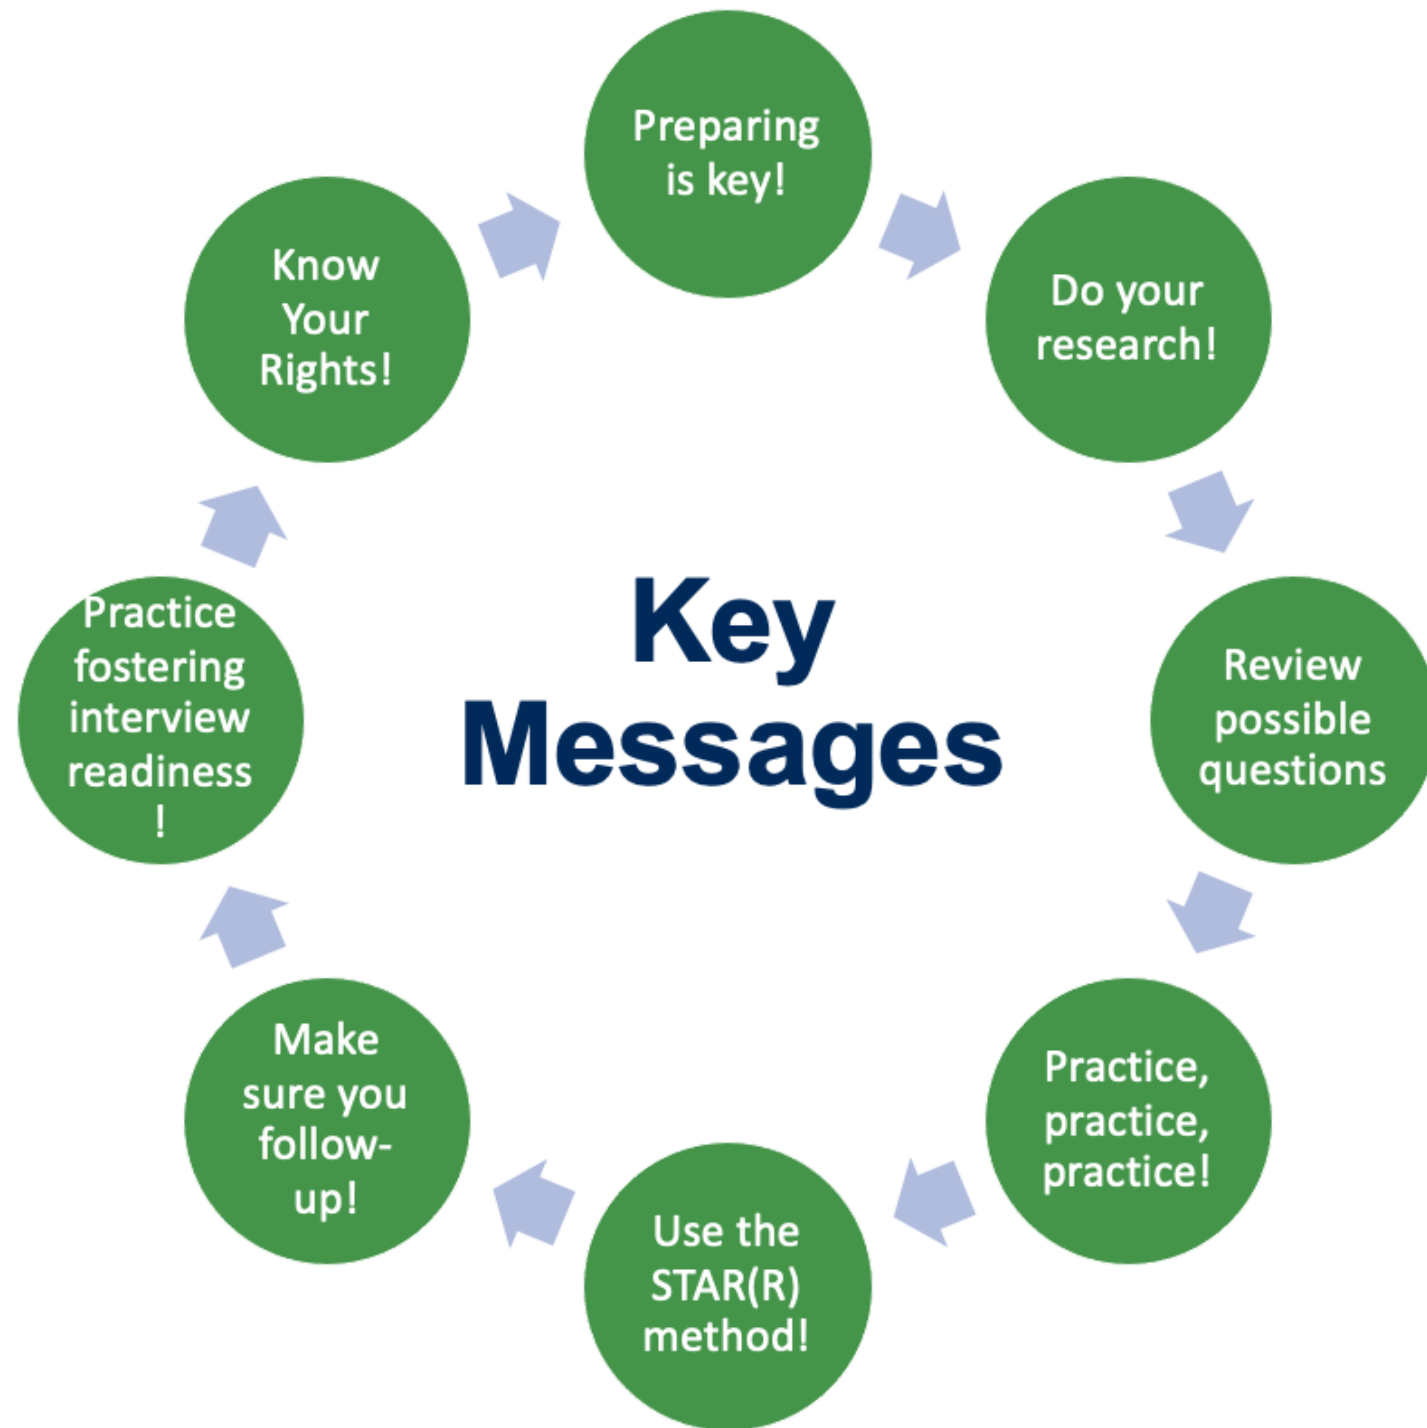 Preparing
is key!
Do your
research!
Review
possible
questions
Practice,
practice,
practice!
Use the
STAR(R)
method!
Make
sure you
follow-
up!
Practice
fostering
interview
readiness
!
Know
Your
Rights!
Key
Messages